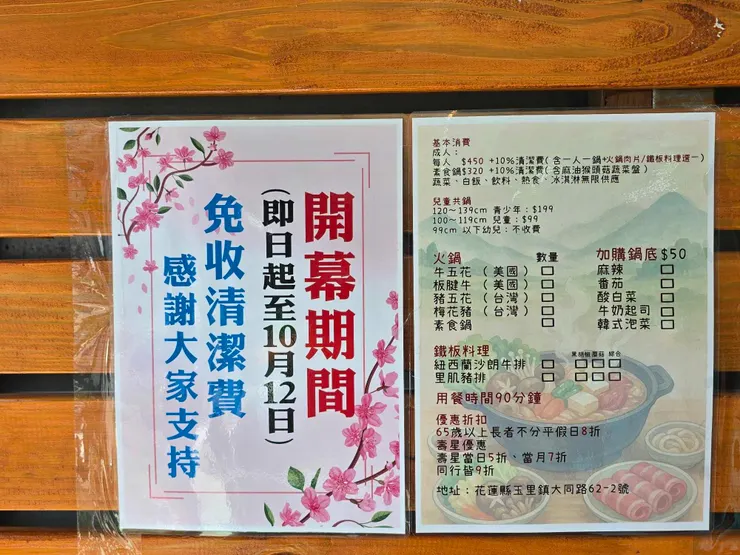 開幕期間
(即日起至10月12日)
免收清潔費
感謝大家支持
基本消費
成人：
每人 $450 +10%清潔費(含一人一鍋+火鍋肉片/鐵板料理選一)
素食鍋$320 +10%清潔費(含麻油猴頭菇蔬菜盤)
蔬菜、白飯、飲料、熱食、冰淇淋無限供應
兒童共鍋
120~139cm 青少年：$199
100~119cm 兒童：$99
99cm 以下幼兒：不收費
火鍋 數量
牛五花 (美國)
板腱牛 (美國)
豬五花 (台灣)
梅花豬 (台灣)
素食鍋
加購鍋底 $50
麻辣
番茄
酸白菜
牛奶起司
韓式泡菜
鐵板料理 黑胡椒 蘑菇 綜合
紐西蘭沙朗牛排
里肌豬排
用餐時間90分鐘
優惠折扣
65歲以上長者不分平假日8折
壽星優惠
壽星當日5折、當月7折
同行皆9折
地址：花蓮縣玉里鎮大同路62-2號